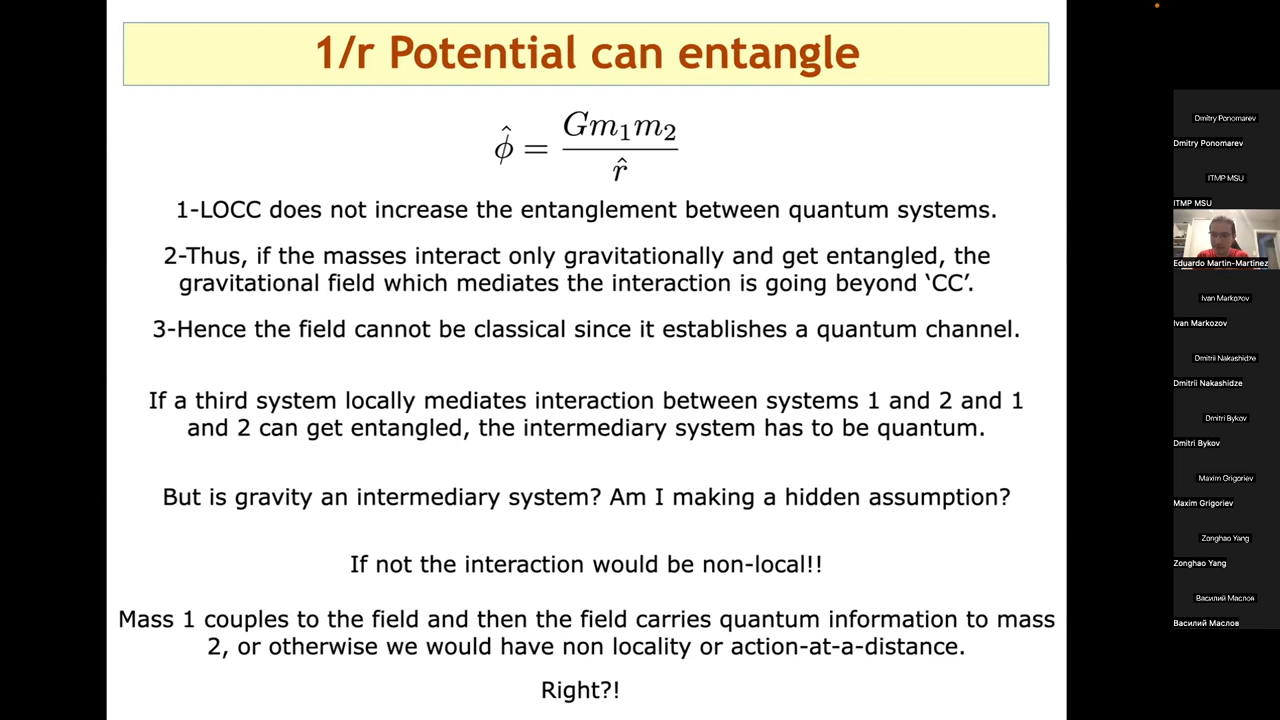 1/r Potential can entangle
\hat{\phi} = \frac{Gm_1m_2}{\hat{r}}
1-LOCC does not increase the entanglement between quantum systems.
2-Thus, if the masses interact only gravitationally and get entangled, the
gravitational field which mediates the interaction is going beyond ‘CC’.
3-Hence the field cannot be classical since it establishes a quantum channel.
If a third system locally mediates interaction between systems 1 and 2 and 1
and 2 can get entangled, the intermediary system has to be quantum.
But is gravity an intermediary system? Am I making a hidden assumption?
If not the interaction would be non-local!!
Mass 1 couples to the field and then the field carries quantum information to mass
2, or otherwise we would have non locality or action-at-a-distance.
Right?!
Dmitry Ponomarev
Dmitry Ponomarev
ITMP MSU
ITMP MSU
Eduardo Martin-Martinez
Ivan Markozov
Ivan Markozov
Dmitrii Nakashidze
Dmitrii Nakashidze
Dmitri Bykov
Dmitri Bykov
Maxim Grigoriev
Maxim Grigoriev
Zonghao Yang
Zonghao Yang
Василий Маслов
Василий Маслов